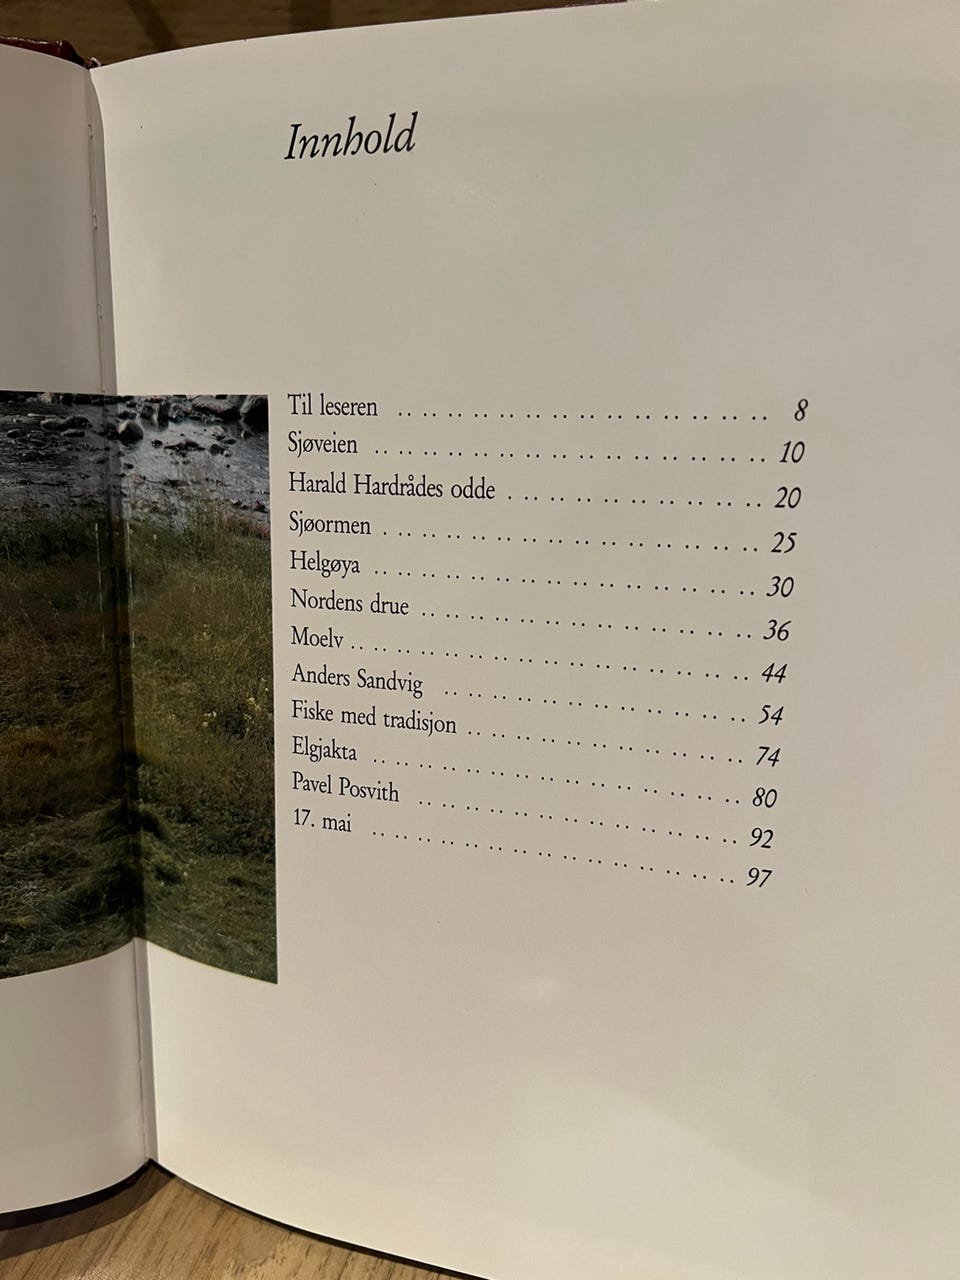 Innhold
Til leseren .. .. .. .. .. .. .. .. .. .. .. .. .. .. .. 8
Sjøveien .. .. .. .. .. .. .. .. .. .. .. .. .. .. .. .. 10
Harald Hardrådes odde . .. .. .. .. .. .. .. .. .. .. 20
Sjøormen .. .. .. .. .. .. .. .. .. .. .. .. .. .. .. 25
Helgøya .. .. .. .. .. .. .. .. .. .. .. .. .. .. .. 30
Nordens drue .. .. .. .. .. .. .. .. .. .. .. .. .. 36
Moelv .. .. .. .. .. .. .. .. .. .. .. .. .. .. .. .. 44
Anders Sandvig .. .. .. .. .. .. .. .. .. .. .. .. 54
Fiske med tradisjon .. .. .. .. .. .. .. .. .. .. .. 74
Elgjakta .. .. .. .. .. .. .. .. .. .. .. .. .. .. .. 80
Pavel Posvith .. .. .. .. .. .. .. .. .. .. .. .. .. 92
17. mai .. .. .. .. .. .. .. .. .. .. .. .. .. .. 97